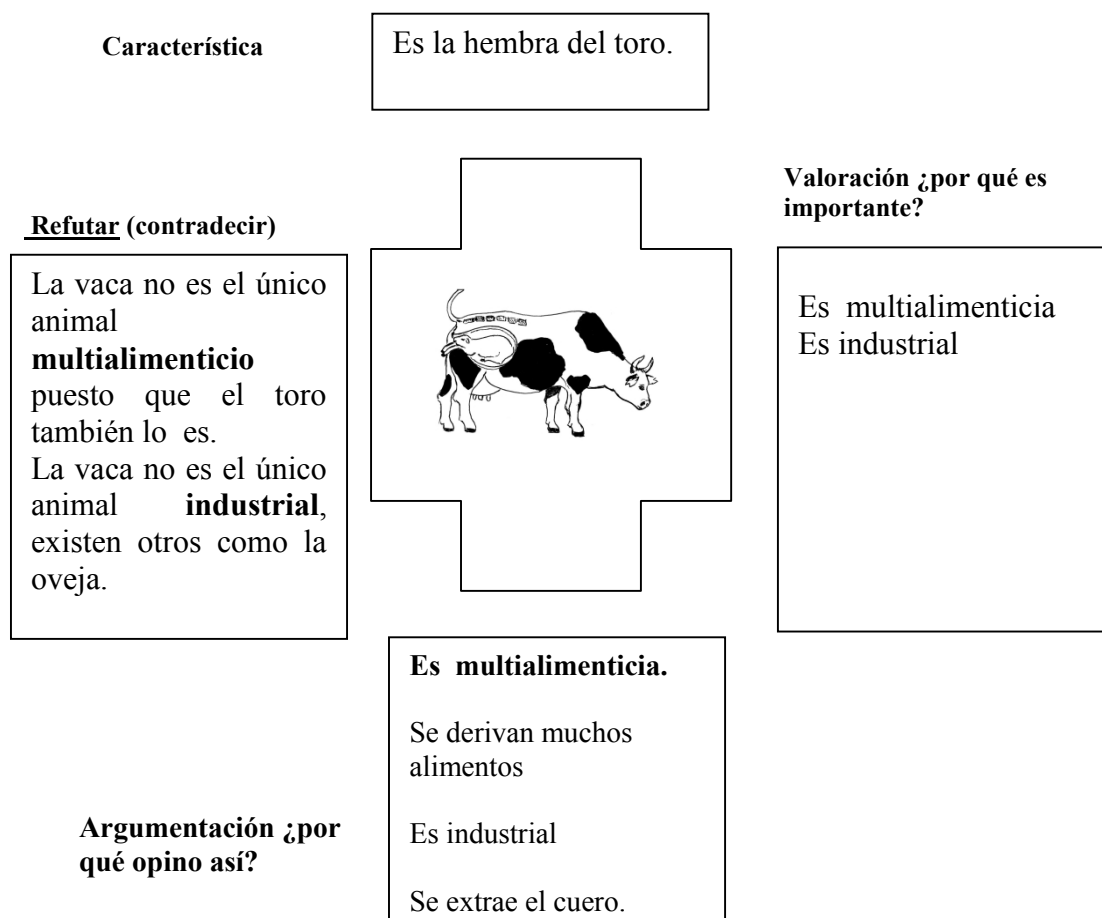 Característica
Es la hembra del toro.
Valoración ¿por qué es
importante?
Refutar (contradecir)
La vaca no es el único
animal
multialimenticio
puesto que el toro
también lo es.
La vaca no es el único
animal industrial,
existen otros como la
oveja.
Es multialimenticia
Es industrial
Es multialimenticia.
Se derivan muchos
alimentos
Es industrial
Se extrae el cuero.
Argumentación ¿por
qué opino así?